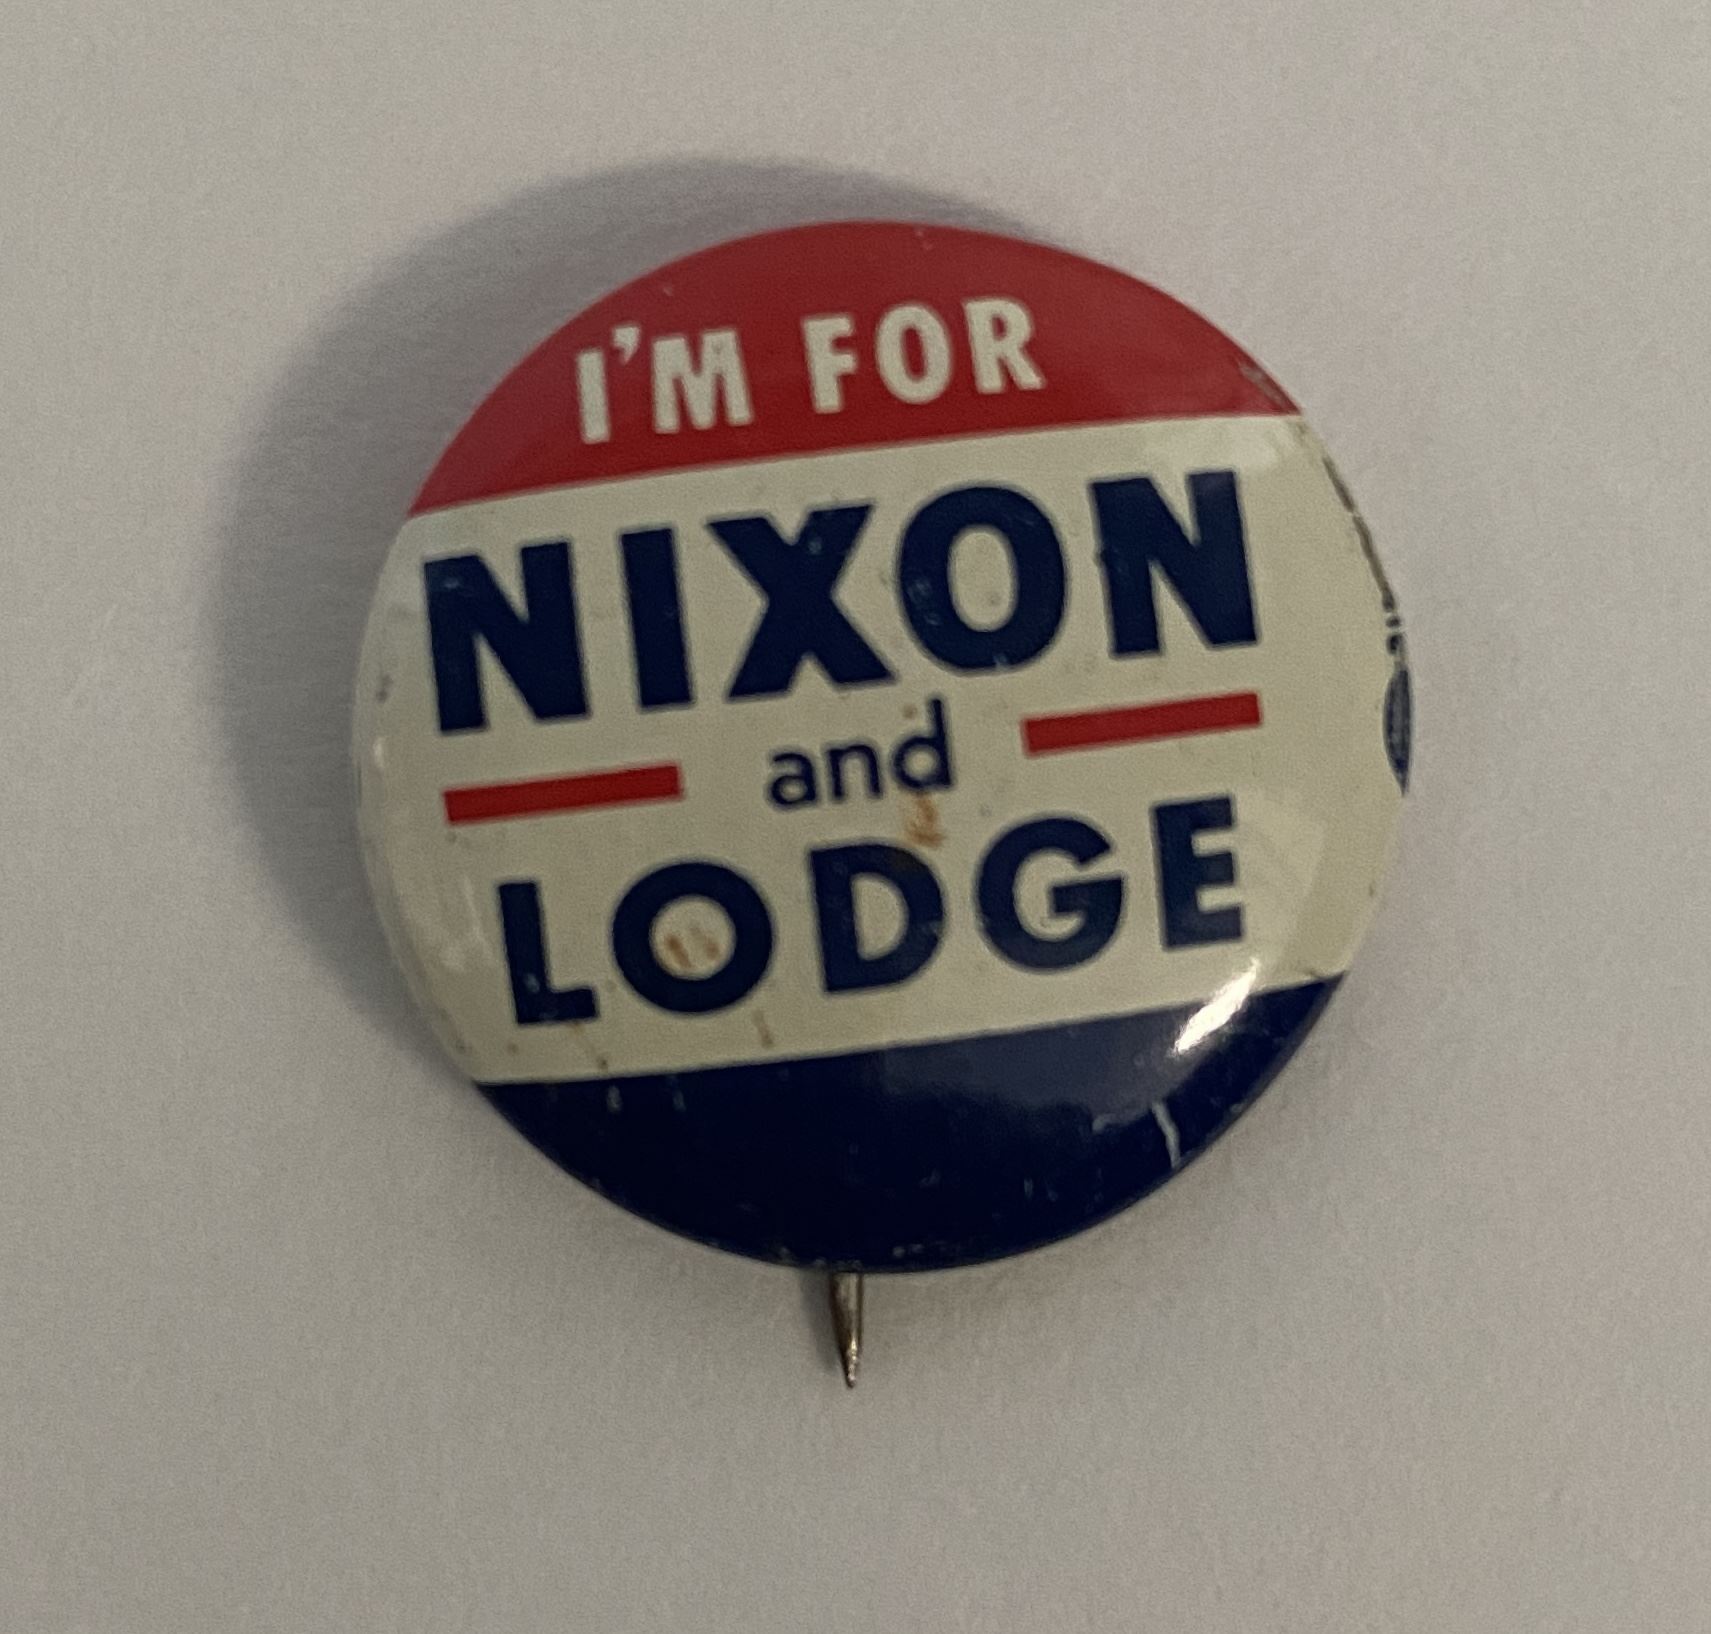 I'M FOR
NIXON
and
LODGE